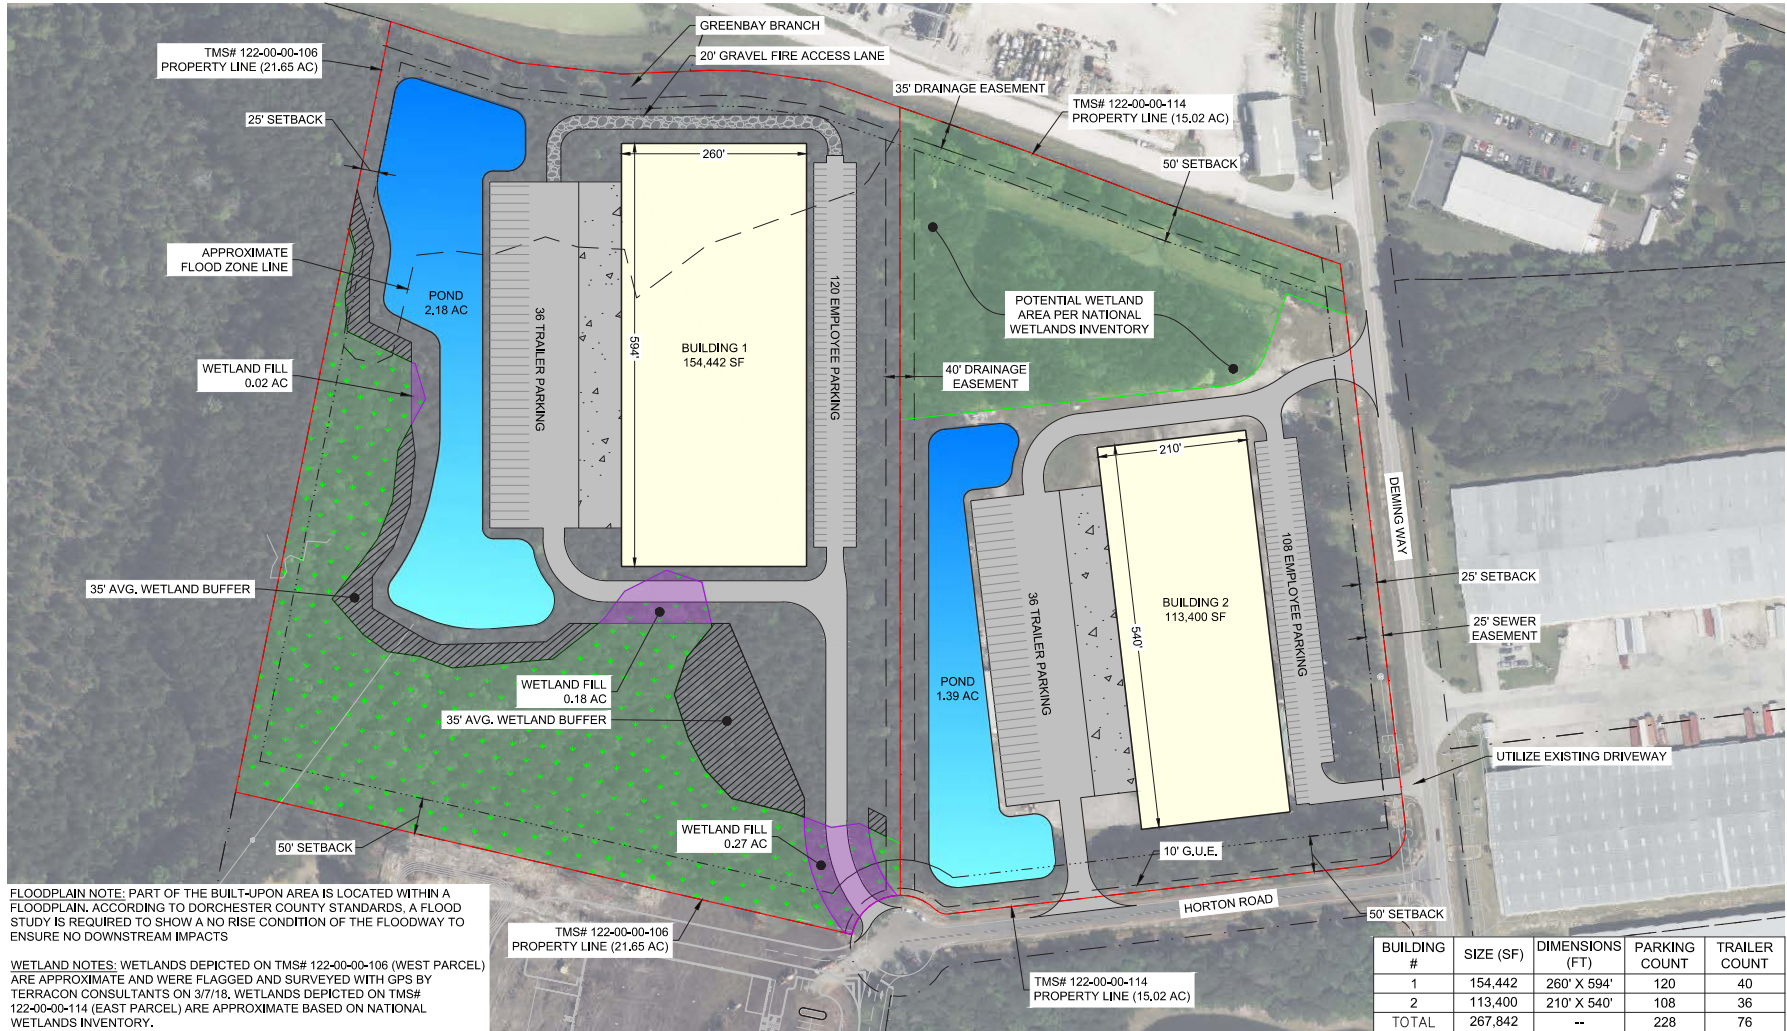 GREENBAY BRANCH
TMS# 122-00-00-106
PROPERTY LINE (21.65 AC)
20' GRAVEL FIRE ACCESS LANE
35' DRAINAGE EASEMENT
TMS# 122-00-00-114
PROPERTY LINE (15.02 AC)
25' SETBACK
260'
50' SETBACK
APPROXIMATE
FLOOD ZONE LINE
POND
2.18 AC
36 TRAILER PARKING
594'
BUILDING 1
154,442 SF
120 EMPLOYEE PARKING
POTENTIAL WETLAND
AREA PER NATIONAL
WETLANDS INVENTORY
WETLAND FILL
0.02 AC
40' DRAINAGE
EASEMENT
210'
DEMING WAY
35' AVG. WETLAND BUFFER
36 TRAILER PARKING
540'
BUILDING 2
113,400 SF
108 EMPLOYEE PARKING
25' SETBACK
25' SEWER
EASEMENT
WETLAND FILL
0.18 AC
POND
1.39 AC
35' AVG. WETLAND BUFFER
UTILIZE EXISTING DRIVEWAY
WETLAND FILL
0.27 AC
50' SETBACK
10' G.U.E.
HORTON ROAD
50' SETBACK
TMS# 122-00-00-106
PROPERTY LINE (21.65 AC)
TMS# 122-00-00-114
PROPERTY LINE (15.02 AC)
FLOODPLAIN NOTE: PART OF THE BUILT-UPON AREA IS LOCATED WITHIN A
FLOODPLAIN. ACCORDING TO DORCHESTER COUNTY STANDARDS, A FLOOD
STUDY IS REQUIRED TO SHOW A NO RISE CONDITION OF THE FLOODWAY TO
ENSURE NO DOWNSTREAM IMPACTS
WETLAND NOTES: WETLANDS DEPICTED ON TMS# 122-00-00-106 (WEST PARCEL)
ARE APPROXIMATE AND WERE FLAGGED AND SURVEYED WITH GPS BY
TERRACON CONSULTANTS ON 3/7/18. WETLANDS DEPICTED ON TMS#
122-00-00-114 (EAST PARCEL) ARE APPROXIMATE BASED ON NATIONAL
WETLANDS INVENTORY.
BUILDING # SIZE (SF) DIMENSIONS (FT) PARKING COUNT TRAILER COUNT
1 154,442 260' X 594' 120 40
2 113,400 210' X 540' 108 36
TOTAL 267,842 -- 228 76